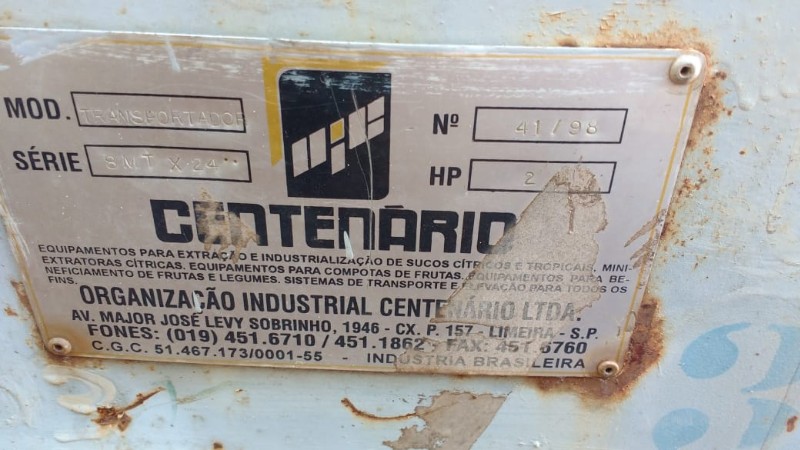 MOD. TRANSPORTADOR
Nº 41/98
SÉRIE 8MT X 24"
HP 2
CENTENÁRIO
EQUIPAMENTOS PARA EXTRAÇÃO E INDUSTRIALIZAÇÃO DE SUCOS CÍTRICOS E TROPICAIS, MINI-
EXTRATORAS CÍTRICAS. EQUIPAMENTOS PARA COMPOTAS DE FRUTAS. EQUIPAMENTOS PARA BE-
NEFICIAMENTO DE FRUTAS E LEGUMES. SISTEMAS DE TRANSPORTE E ELEVAÇÃO PARA TODOS OS
FINS.
ORGANIZAÇÃO INDUSTRIAL CENTENÁRIO LTDA.
AV. MAJOR JOSÉ LEVY SOBRINHO, 1946 - CX. P. 157 - LIMEIRA - S.P.
FONES: (019) 451.6710 / 451.1862 - FAX: 451.6760
C.G.C. 51.467.173/0001-55 - INDÚSTRIA BRASILEIRA